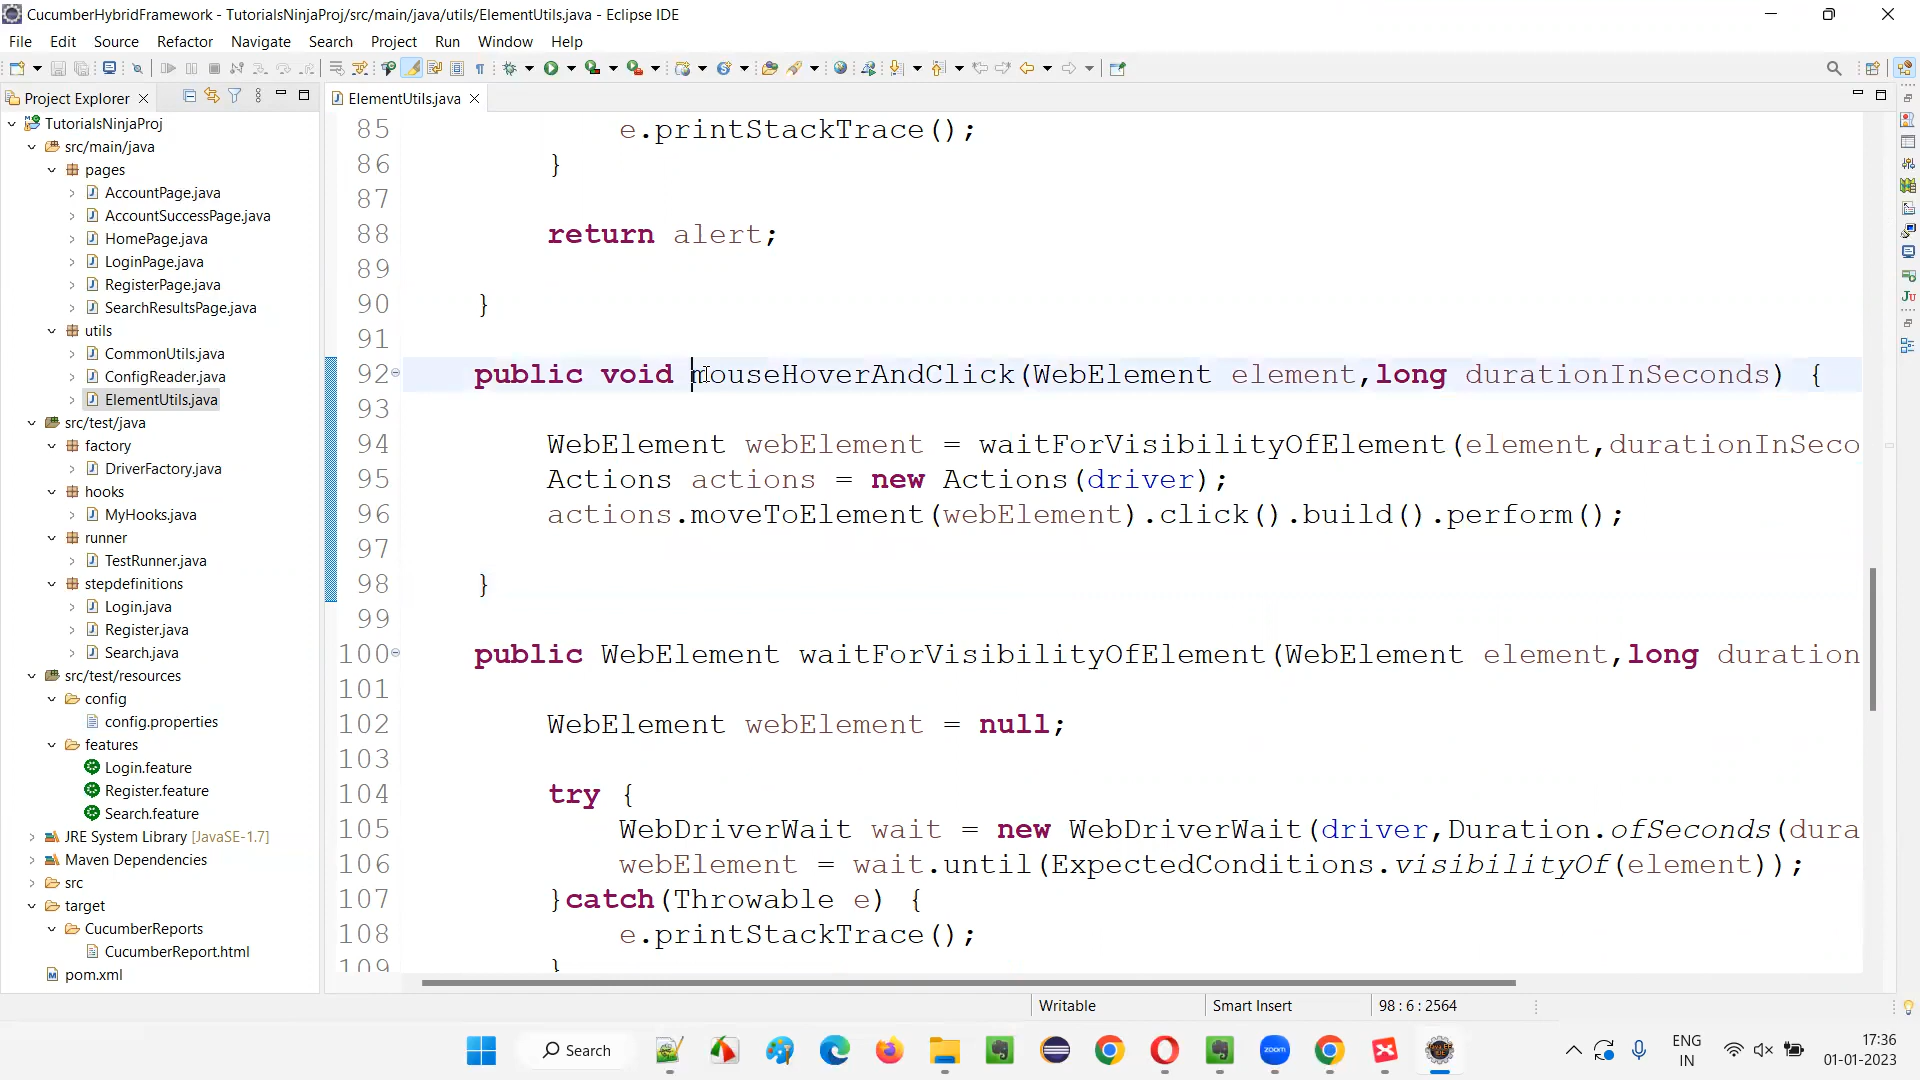 CucumberHybridFramework - TutorialsNinjaProj/src/main/java/utils/ElementUtils.java - Eclipse IDE
File Edit Source Refactor Navigate Search Project Run Window Help
Project Explorer
TutorialsNinjaProj
src/main/java
pages
AccountPage.java
AccountSuccessPage.java
HomePage.java
LoginPage.java
RegisterPage.java
SearchResultsPage.java
utils
CommonUtils.java
ConfigReader.java
ElementUtils.java
src/test/java
factory
DriverFactory.java
hooks
MyHooks.java
runner
TestRunner.java
stepdefinitions
Login.java
Register.java
Search.java
src/test/resources
config
config.properties
features
Login.feature
Register.feature
Search.feature
JRE System Library [JavaSE-1.7]
Maven Dependencies
src
target
CucumberReports
CucumberReport.html
pom.xml
ElementUtils.java
85 e.printStackTrace();
86 }
87
88 return alert;
89
90 }
91
92 public void mouseHoverAndClick(WebElement element,long durationInSeconds) {
93
94 WebElement webElement = waitForVisibilityOfElement(element,durationInSeco
95 Actions actions = new Actions(driver);
96 actions.moveToElement(webElement).click().build().perform();
97
98 }
99
100 public WebElement waitForVisibilityOfElement(WebElement element,long duration
101
102 WebElement webElement = null;
103
104 try {
105 WebDriverWait wait = new WebDriverWait(driver,Duration.ofSeconds(dura
106 webElement = wait.until(ExpectedConditions.visibilityOf(element));
107 }catch(Throwable e) {
108 e.printStackTrace();
109 }
Writable Smart Insert 98 : 6 : 2564
Search
zoom
ENG
IN
17:36
01-01-2023